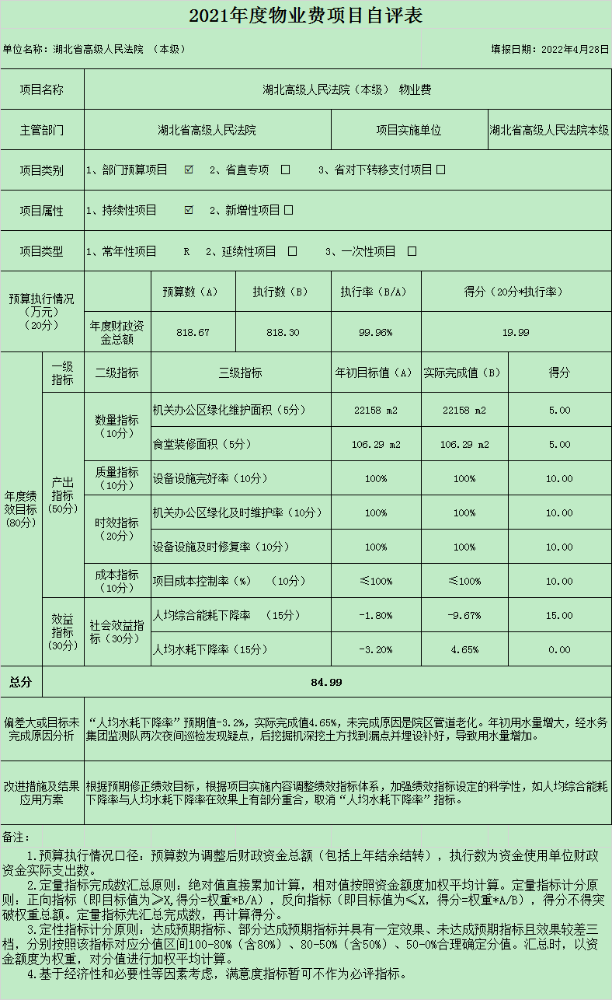 2021年度物业费项目自评表
单位名称：湖北省高级人民法院 （本级） 填报日期：2022年4月28日
项目名称 湖北高级人民法院（本级） 物业费
主管部门 湖北省高级人民法院 项目实施单位 湖北省高级人民法院本级
项目类别 1、部门预算项目 ☑ 2、省直专项 □ 3、省对下转移支付项目□
项目属性 1、持续性项目 ☑ 2、新增性项目□
项目类型 1、常年性项目 R 2、延续性项目 □ 3、一次性项目 □
预算执行情况
（万元）
（20分）
预算数（A） 执行数（B） 执行率（B/A） 得分（20分*执行率）
年度财政资
金总额
818.67 818.30 99.96% 19.99
年度绩
效目标
(80分)
一级
指标
二级指标 三级指标 年初目标值（A） 实际完成值（B） 得分
产出
指标
(50分)
数量指标
（10分）
机关办公区绿化维护面积（5分） 22158 m2 22158 m2 5.00
食堂装修面积（5分） 106.29 m2 106.29 m2 5.00
质量指标
（10分）
设备设施完好率（10分） 100% 100% 10.00
时效指标
（20分）
机关办公区绿化及时维护率（10分） 100% 100% 10.00
设备设施及时修复率（10分） 100% 100% 10.00
成本指标
（10分）
项目成本控制率（%） （10分） ≤100% ≤100% 10.00
效益
指标
(30分)
社会效益指
标（30分）
人均综合能耗下降率 （15分） -1.80% -9.67% 15.00
人均水耗下降率（15分） -3.20% 4.65% 0.00
总分 84.99
偏差大或目标未
完成原因分析
“人均水耗下降率”预期值-3.2%，实际完成值4.65%，未完成原因是院区管道老化。年初用水量增大，经水务
集团监测队两次夜间巡检发现疑点，后挖掘机深挖土方找到漏点并埋设补好，导致用水量增加。
改进措施及结果
应用方案
根据预期修正绩效目标，根据项目实施内容调整绩效指标体系，加强绩效指标设定的科学性，如人均综合能耗
下降率与人均水耗下降率在效果上有部分重合，取消“人均水耗下降率”指标。
备注：
1.预算执行情况口径：预算数为调整后财政资金总额（包括上年结余结转），执行数为资金使用单位财政
资金实际支出数。
2.定量指标完成数汇总原则：绝对值直接累加计算，相对值按照资金额度加权平均计算。定量指标计分原
则：正向指标（即目标值为≥X,得分=权重*B/A），反向指标（即目标值为≤X，得分=权重*A/B），得分不得突
破权重总额。定量指标先汇总完成数，再计算得分。
3.定性指标计分原则：达成预期指标、部分达成预期指标并具有一定效果、未达成预期指标且效果较差三
档，分别按照该指标对应分值区间100-80%（含80%）、80-50%（含50%）、50-0%合理确定分值。汇总时，以资
金额度为权重，对分值进行加权平均计算。
4.基于经济性和必要性等因素考虑，满意度指标暂可不作为必评指标。